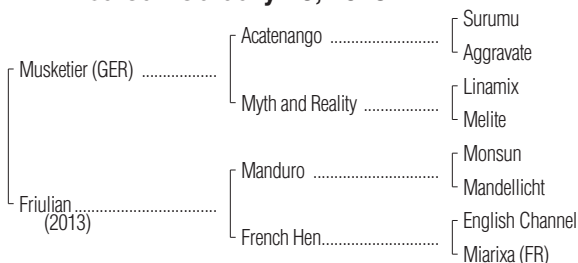 Surumu
Acatenango
Aggravate
Musketier (GER)
Linamix
Myth and Reality
Melite
Monsun
Manduro
Mandellicht
Friulian
(2013)
English Channel
French Hen
Miarixa (FR)